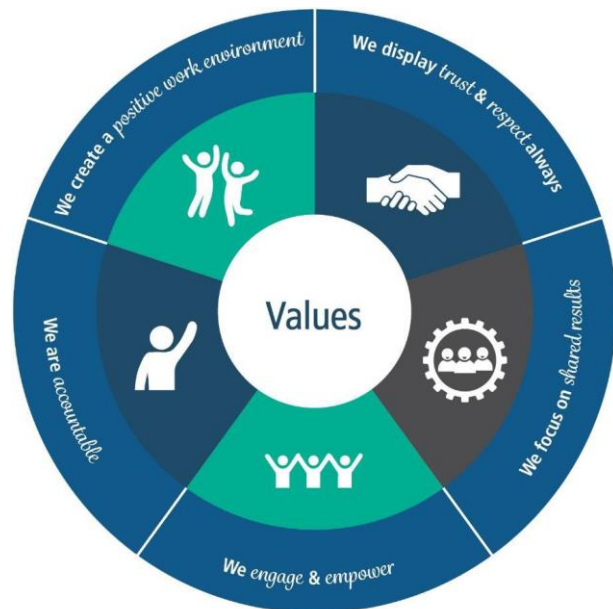 Values
We display trust & respect always
We focus on shared results
We engage & empower
We are accountable
We create a positive work environment